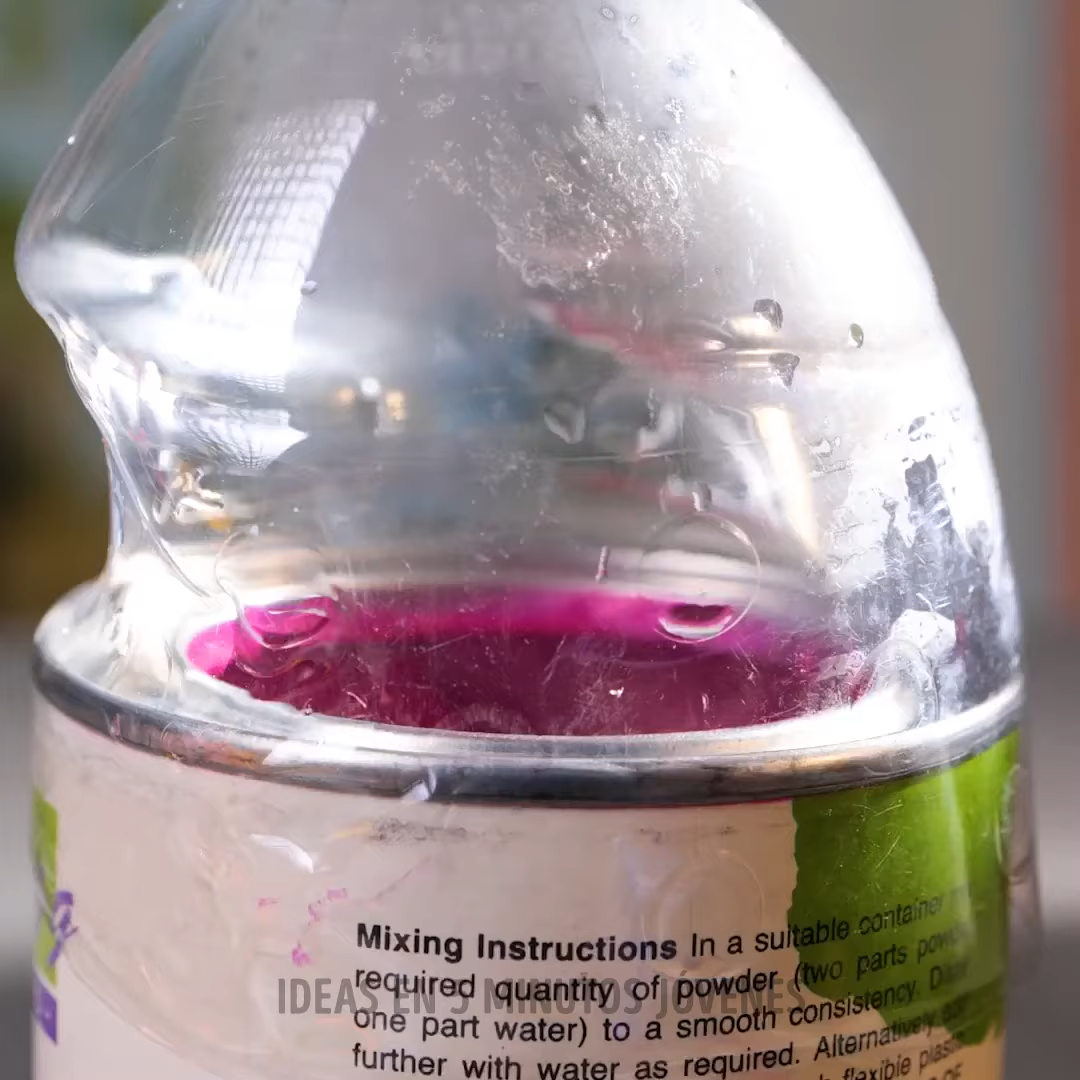 Mixing Instructions In a suitable container
required quantity of powder (two parts
IDEAS EN 5 MINUTOS JÓVENES
one part water) to a smooth consistency.
further with water as required. Alternatively
flexible